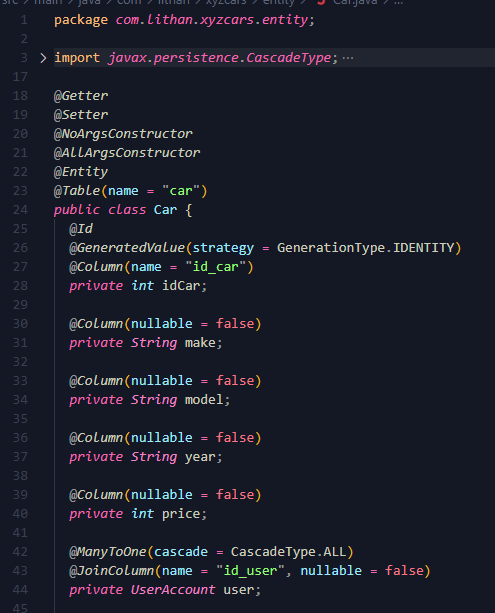 src > main > java > com > lithan > xyzcars > entity > Car.java > ...
1 package com.lithan.xyzcars.entity;
2
3 > import javax.persistence.CascadeType; ...
17
18 @Getter
19 @Setter
20 @NoArgsConstructor
21 @AllArgsConstructor
22 @Entity
23 @Table(name = "car")
24 public class Car {
25 @Id
26 @GeneratedValue(strategy = GenerationType.IDENTITY)
27 @Column(name = "id_car")
28 private int idCar;
29
30 @Column(nullable = false)
31 private String make;
32
33 @Column(nullable = false)
34 private String model;
35
36 @Column(nullable = false)
37 private String year;
38
39 @Column(nullable = false)
40 private int price;
41
42 @ManyToOne(cascade = CascadeType.ALL)
43 @JoinColumn(name = "id_user", nullable = false)
44 private UserAccount user;
45